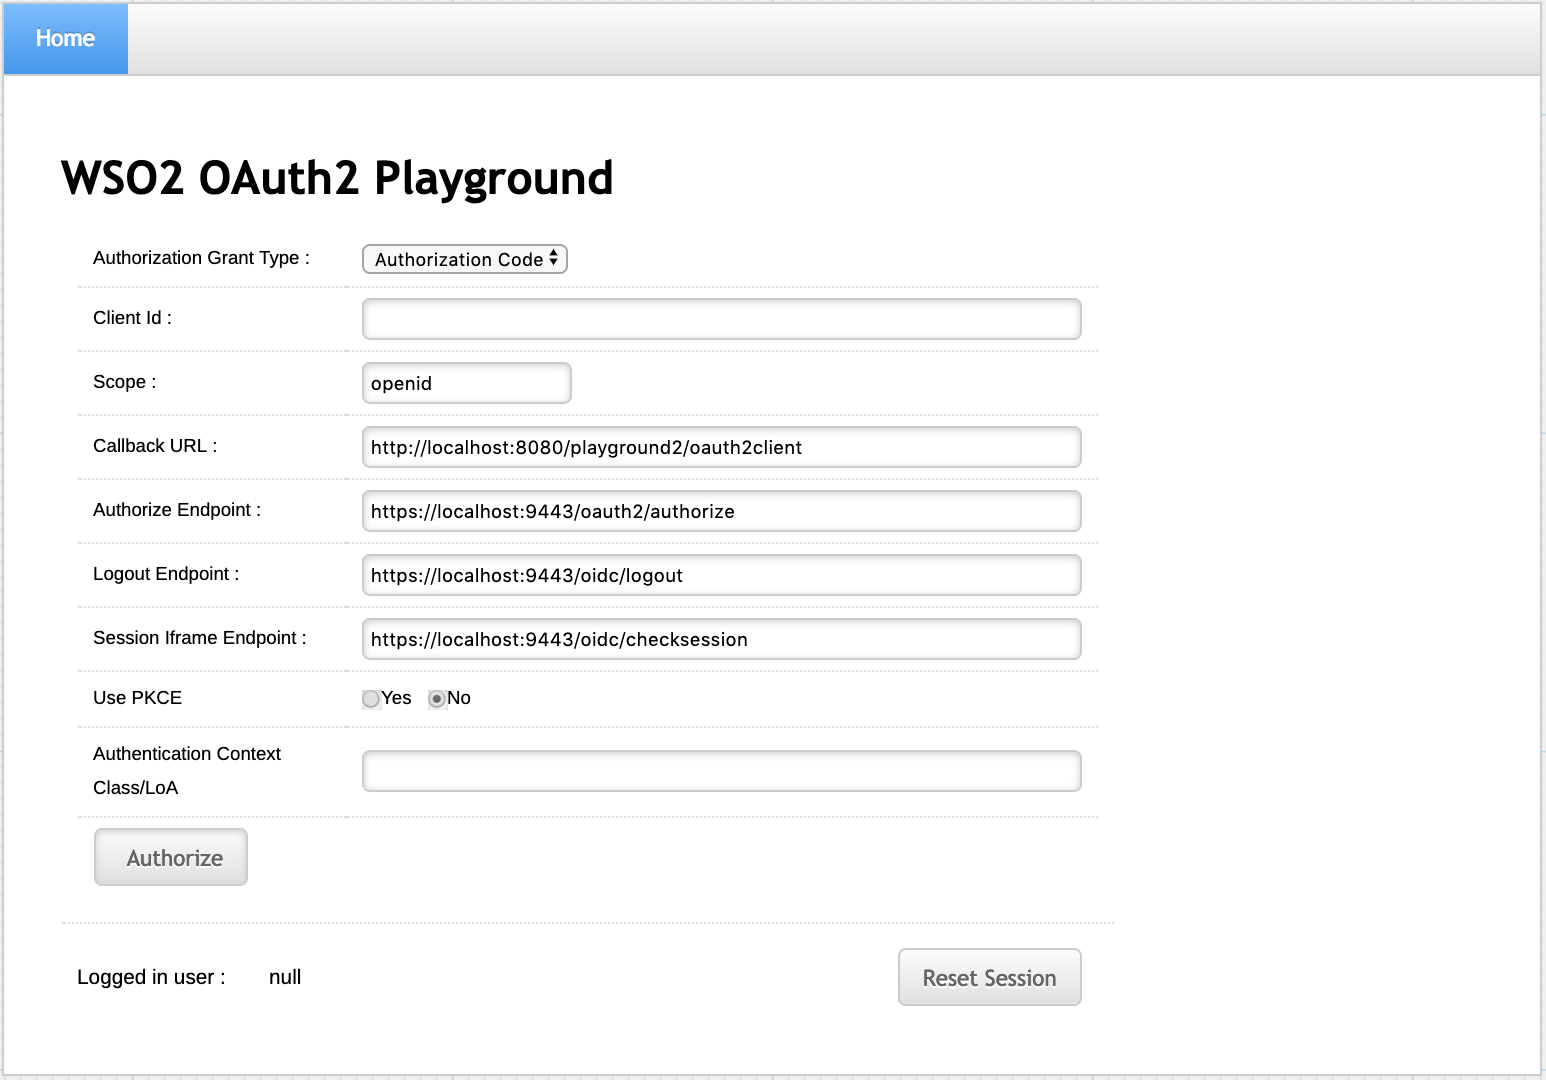 Home
WSO2 OAuth2 Playground
Authorization Grant Type : Authorization Code
Client Id :
Scope : openid
Callback URL : http://localhost:8080/playground2/oauth2client
Authorize Endpoint : https://localhost:9443/oauth2/authorize
Logout Endpoint : https://localhost:9443/oidc/logout
Session Iframe Endpoint : https://localhost:9443/oidc/checksession
Use PKCE Yes No
Authentication Context
Class/LoA
Authorize
Logged in user : null Reset Session